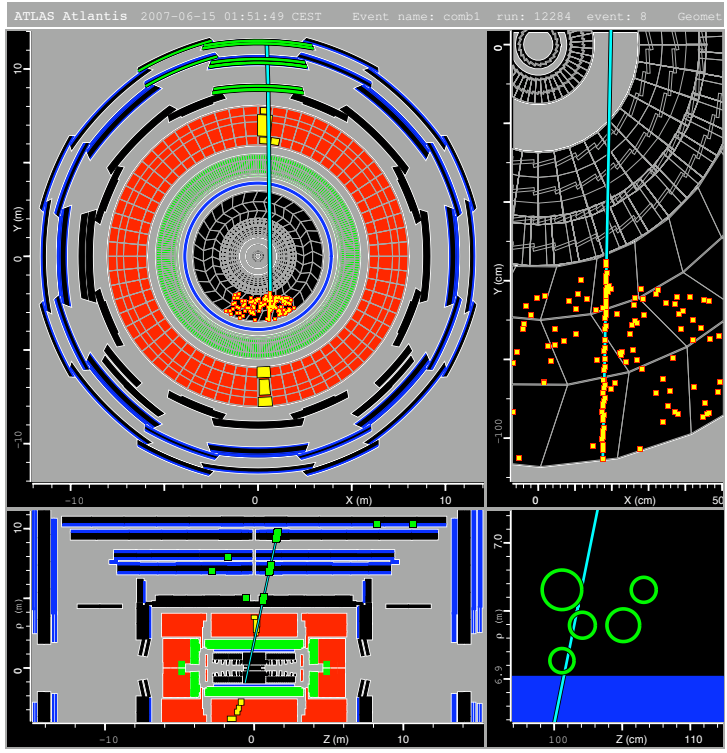 ATLAS Atlantis 2007-06-15 01:51:49 CEST Event name: comb1 run: 12284 event: 8 Geomet
10
0
-10
Y (m)
-10
0
X (m)
10
0
-100
Y (cm)
0
X (cm)
50
10
0
ρ (m)
-10
0
Z (m)
10
7.0
6.9
ρ (m)
100
Z (cm)
110